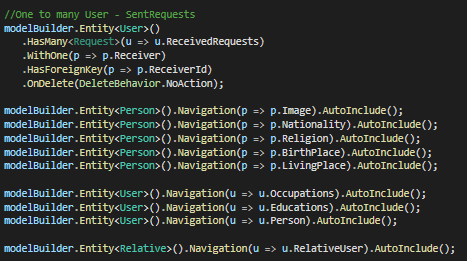 //One to many User - SentRequests
modelBuilder.Entity<User>()
.HasMany<Request>(u => u.ReceivedRequests)
.WithOne(p => p.Receiver)
.HasForeignKey(p => p.ReceiverId)
.OnDelete(DeleteBehavior.NoAction);
modelBuilder.Entity<Person>().Navigation(p => p.Image).AutoInclude();
modelBuilder.Entity<Person>().Navigation(p => p.Nationality).AutoInclude();
modelBuilder.Entity<Person>().Navigation(p => p.Religion).AutoInclude();
modelBuilder.Entity<Person>().Navigation(p => p.BirthPlace).AutoInclude();
modelBuilder.Entity<Person>().Navigation(p => p.LivingPlace).AutoInclude();
modelBuilder.Entity<User>().Navigation(u => u.Occupations).AutoInclude();
modelBuilder.Entity<User>().Navigation(u => u.Educations).AutoInclude();
modelBuilder.Entity<User>().Navigation(u => u.Person).AutoInclude();
modelBuilder.Entity<Relative>().Navigation(u => u.RelativeUser).AutoInclude();